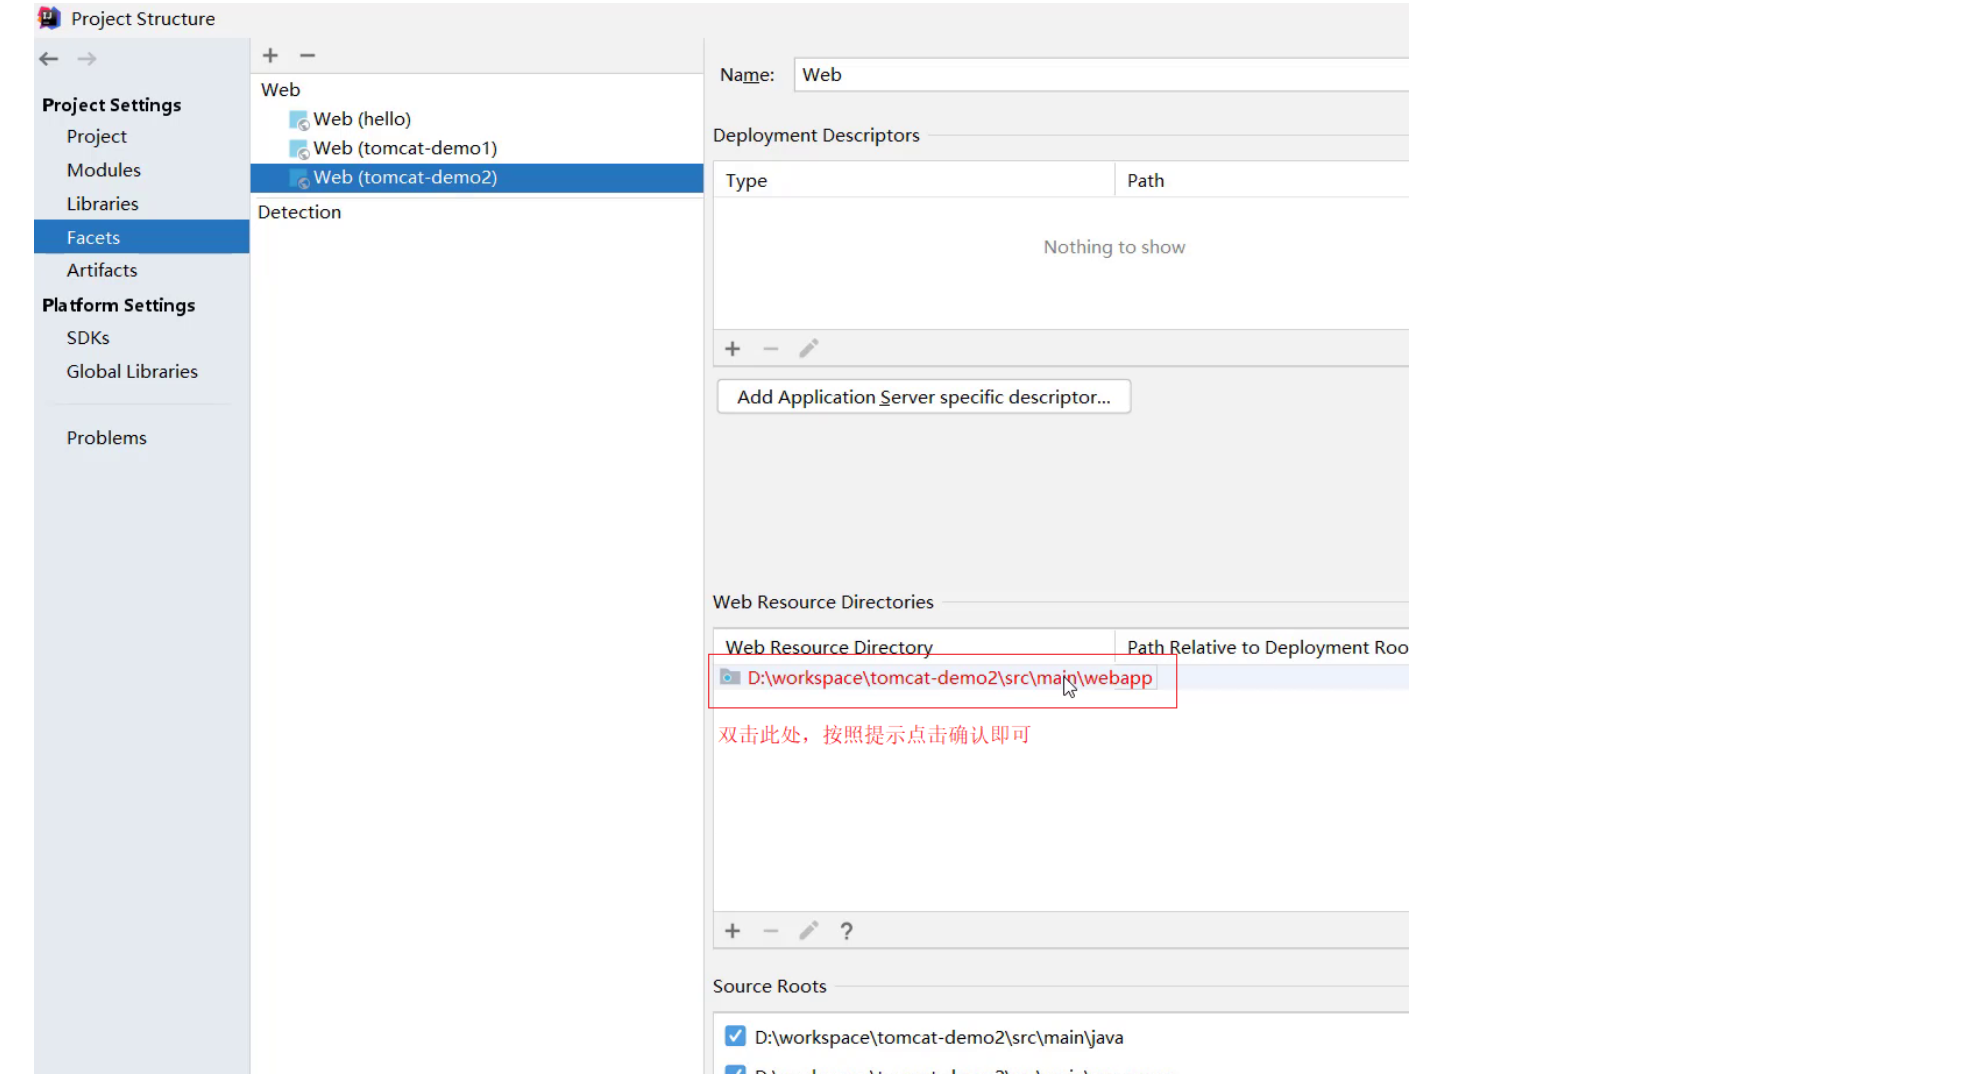 Project Structure
Project Settings
Project
Modules
Libraries
Facets
Artifacts
Platform Settings
SDKs
Global Libraries
Problems
Web
Web (hello)
Web (tomcat-demo1)
Web (tomcat-demo2)
Detection
Name: Web
Deployment Descriptors
Type Path
Nothing to show
Add Application Server specific descriptor...
Web Resource Directories
Web Resource Directory Path Relative to Deployment Roo
D:\workspace\tomcat-demo2\src\main\webapp
双击此处，按照提示点击确认即可
?
Source Roots
D:\workspace\tomcat-demo2\src\main\java